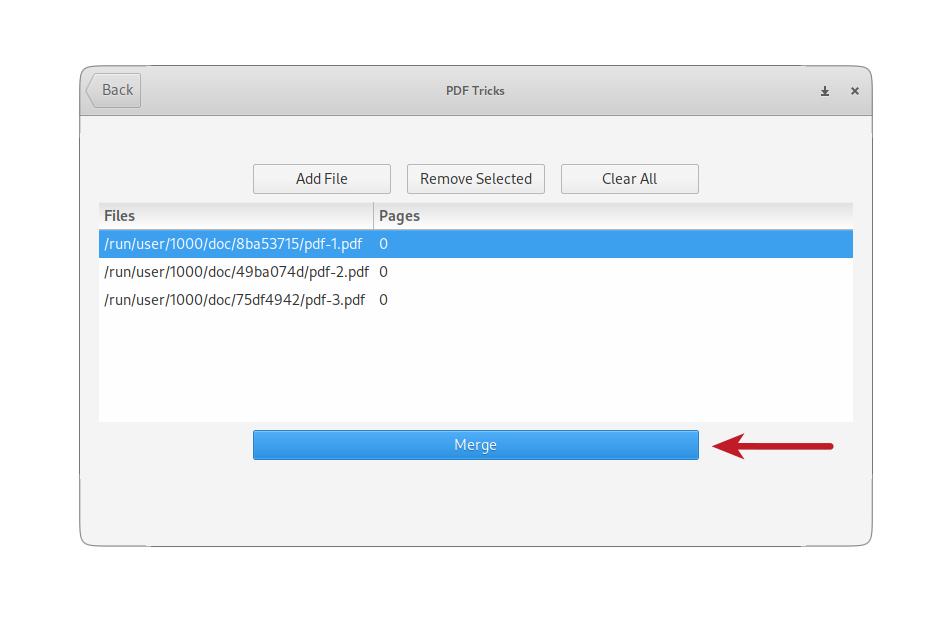 Back
PDF Tricks
Add File
Remove Selected
Clear All
Files Pages
/run/user/1000/doc/8ba53715/pdf-1.pdf 0
/run/user/1000/doc/49ba074d/pdf-2.pdf 0
/run/user/1000/doc/75df4942/pdf-3.pdf 0
Merge